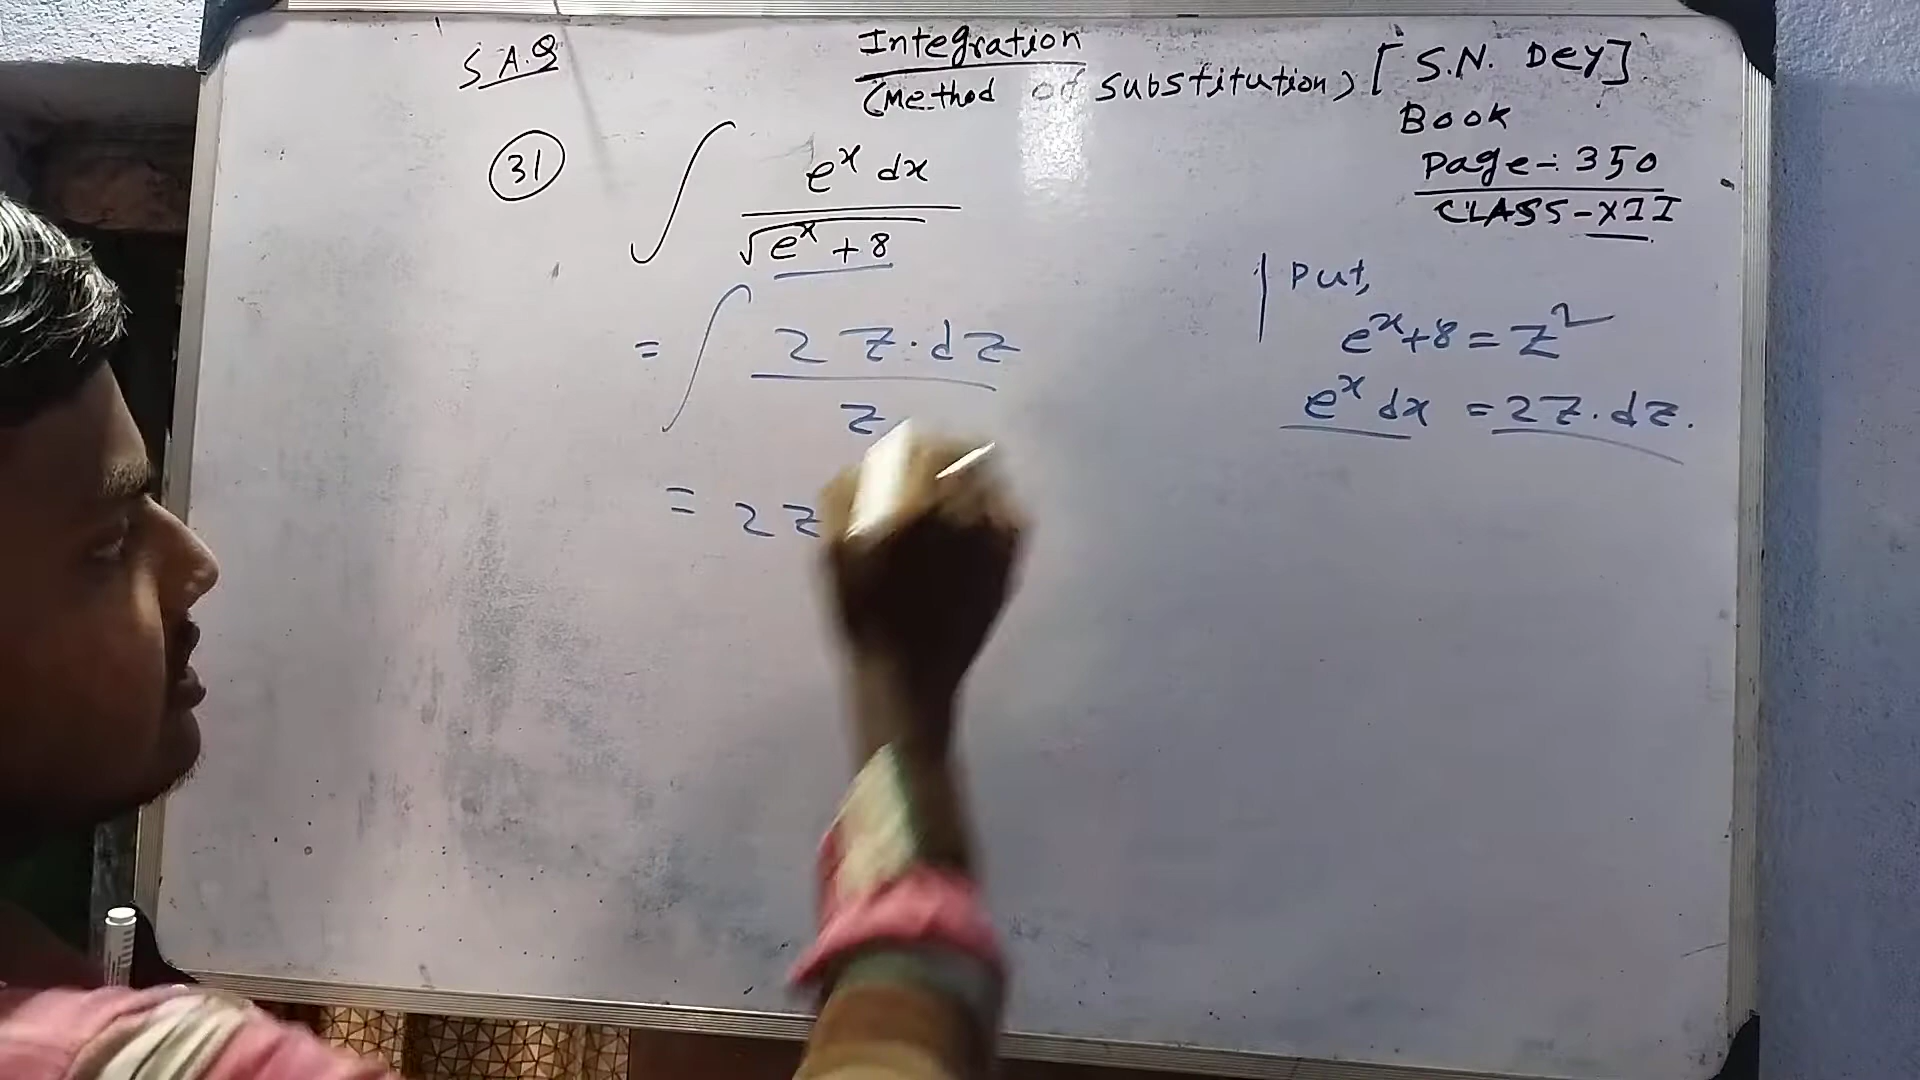 S.A.Q
Integration
(Method of Substitution) [S.N. Dey]
Book
Page-: 350
CLASS-XII
(31) ∫ e^x dx / √(e^x + 8)
= ∫ 2 z . dz / z
= 2z
Put,
e^x + 8 = z^2
e^x dx = 2z . dz.